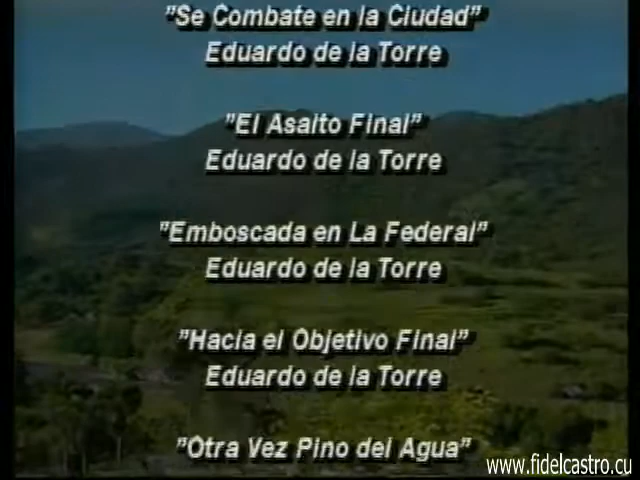 "Se Combate en la Ciudad"
Eduardo de la Torre
"El Asalto Final"
Eduardo de la Torre
"Emboscada en La Federal"
Eduardo de la Torre
"Hacia el Objetivo Final"
Eduardo de la Torre
"Otra Vez Pino del Agua"
www.fidelcastro.cu